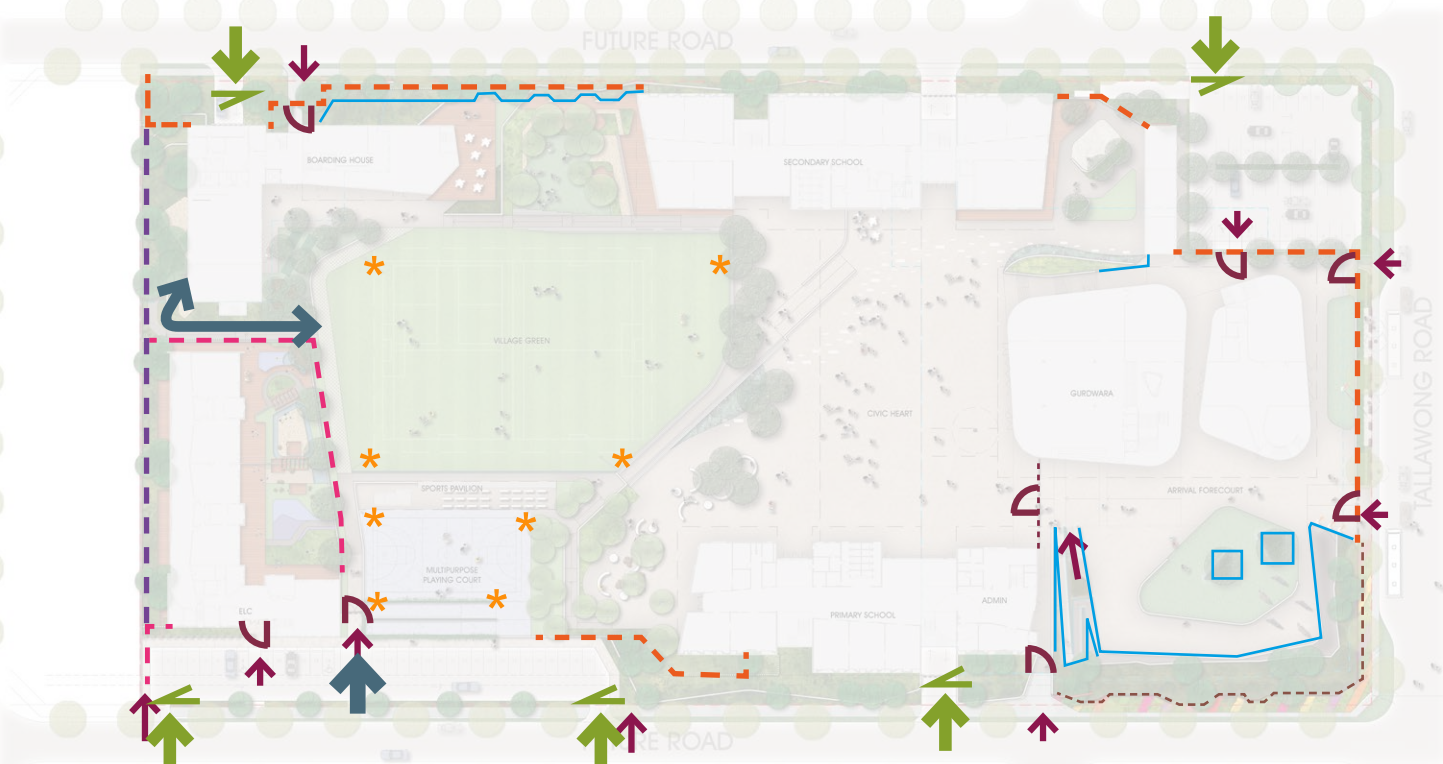 FUTURE ROAD
BOARDING HOUSE
SECONDARY SCHOOL
VILLAGE GREEN
GURDWARA
CIVIC HEART
TALLAWONG ROAD
SPORTS PAVILION
ARRIVAL FORECOURT
MULTIPURPOSE
PLAYING COURT
ADMIN
ELC
PRIMARY SCHOOL
ROAD